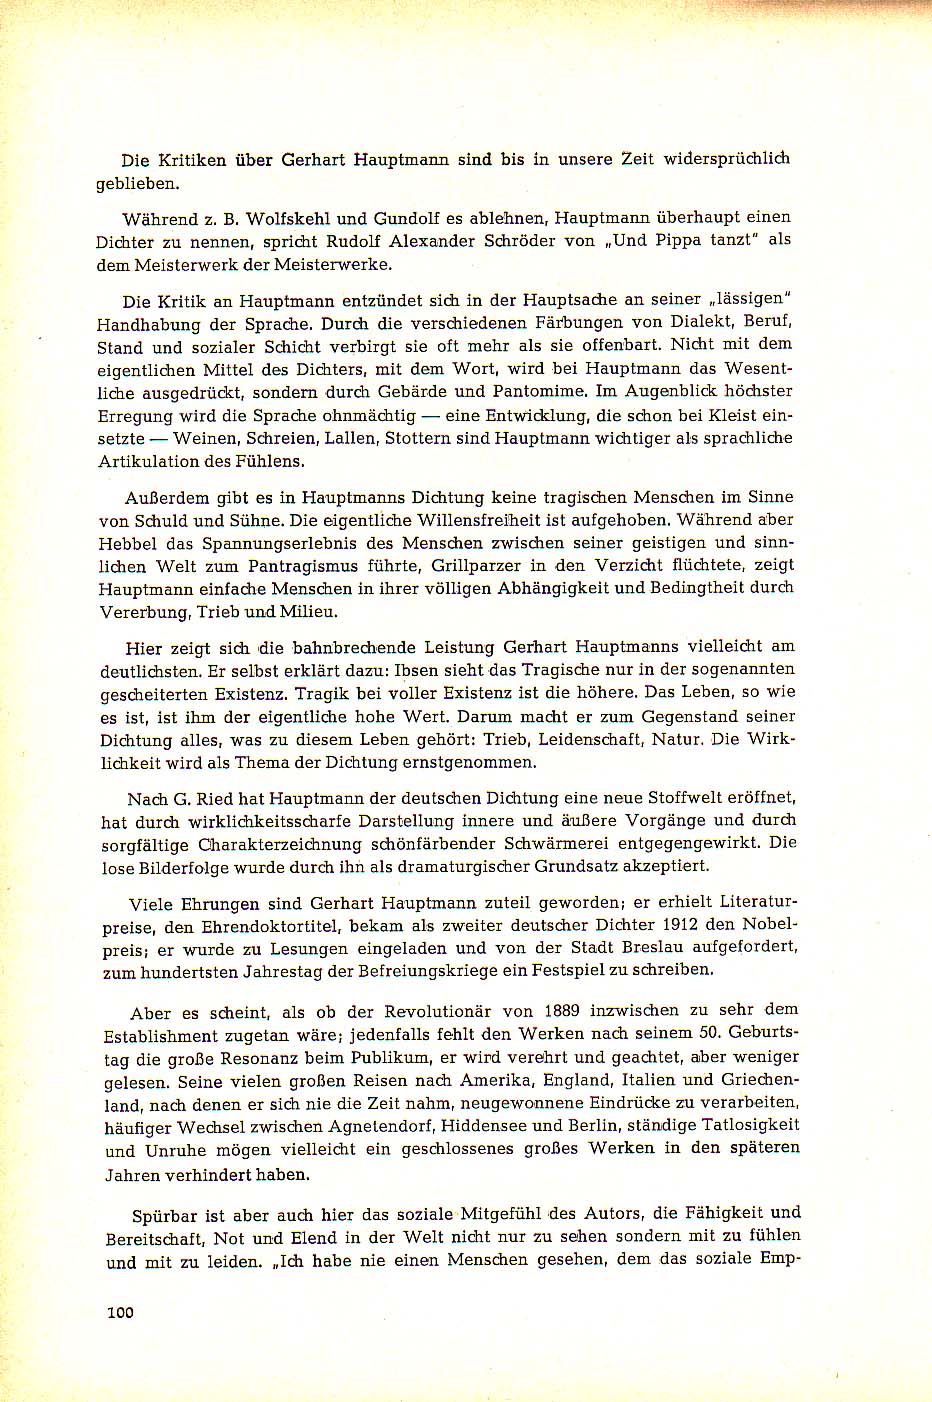 Die Kritiken über Gerhart Hauptmann sind bis in unsere Zeit widersprüchlich
geblieben.
Während z. B. Wolfskehl und Gundolf es ablehnen, Hauptmann überhaupt einen
Dichter zu nennen, spricht Rudolf Alexander Schröder von „Und Pippa tanzt" als
dem Meisterwerk der Meisterwerke.
Die Kritik an Hauptmann entzündet sich in der Hauptsache an seiner „lässigen"
Handhabung der Sprache. Durch die verschiedenen Färbungen von Dialekt, Beruf,
Stand und sozialer Schicht verbirgt sie oft mehr als sie offenbart. Nicht mit dem
eigentlichen Mittel des Dichters, mit dem Wort, wird bei Hauptmann das Wesent-
liche ausgedrückt, sondern durch Gebärde und Pantomime. Im Augenblick höchster
Erregung wird die Sprache ohnmächtig — eine Entwicklung, die schon bei Kleist ein-
setzte — Weinen, Schreien, Lallen, Stottern sind Hauptmann wichtiger als sprachliche
Artikulation des Fühlens.
Außerdem gibt es in Hauptmanns Dichtung keine tragischen Menschen im Sinne
von Schuld und Sühne. Die eigentliche Willensfreiheit ist aufgehoben. Während aber
Hebbel das Spannungserlebnis des Menschen zwischen seiner geistigen und sinn-
lichen Welt zum Pantragismus führte, Grillparzer in den Verzicht flüchtete, zeigt
Hauptmann einfache Menschen in ihrer völligen Abhängigkeit und Bedingtheit durch
Vererbung, Trieb und Milieu.
Hier zeigt sich die bahnbrechende Leistung Gerhart Hauptmanns vielleicht am
deutlichsten. Er selbst erklärt dazu: Ibsen sieht das Tragische nur in der sogenannten
gescheiterten Existenz. Tragik bei voller Existenz ist die höhere. Das Leben, so wie
es ist, ist ihm der eigentliche hohe Wert. Darum macht er zum Gegenstand seiner
Dichtung alles, was zu diesem Leben gehört: Trieb, Leidenschaft, Natur. Die Wirk-
lichkeit wird als Thema der Dichtung ernstgenommen.
Nach G. Ried hat Hauptmann der deutschen Dichtung eine neue Stoffwelt eröffnet,
hat durch wirklichkeitsscharfe Darstellung innere und äußere Vorgänge und durch
sorgfältige Charakterzeichnung schönfärbender Schwärmerei entgegengewirkt. Die
lose Bilderfolge wurde durch ihn als dramaturgischer Grundsatz akzeptiert.
Viele Ehrungen sind Gerhart Hauptmann zuteil geworden; er erhielt Literatur-
preise, den Ehrendoktortitel, bekam als zweiter deutscher Dichter 1912 den Nobel-
preis; er wurde zu Lesungen eingeladen und von der Stadt Breslau aufgefordert,
zum hundertsten Jahrestag der Befreiungskriege ein Festspiel zu schreiben.
Aber es scheint, als ob der Revolutionär von 1889 inzwischen zu sehr dem
Establishment zugetan wäre; jedenfalls fehlt den Werken nach seinem 50. Geburts-
tag die große Resonanz beim Publikum, er wird verehrt und geachtet, aber weniger
gelesen. Seine vielen großen Reisen nach Amerika, England, Italien und Griechen-
land, nach denen er sich nie die Zeit nahm, neugewonnene Eindrücke zu verarbeiten,
häufiger Wechsel zwischen Agnetendorf, Hiddensee und Berlin, ständige Tatlosigkeit
und Unruhe mögen vielleicht ein geschlossenes großes Werken in den späteren
Jahren verhindert haben.
Spürbar ist aber auch hier das soziale Mitgefühl des Autors, die Fähigkeit und
Bereitschaft, Not und Elend in der Welt nicht nur zu sehen sondern mit zu fühlen
und mit zu leiden. „Ich habe nie einen Menschen gesehen, dem das soziale Emp-
100